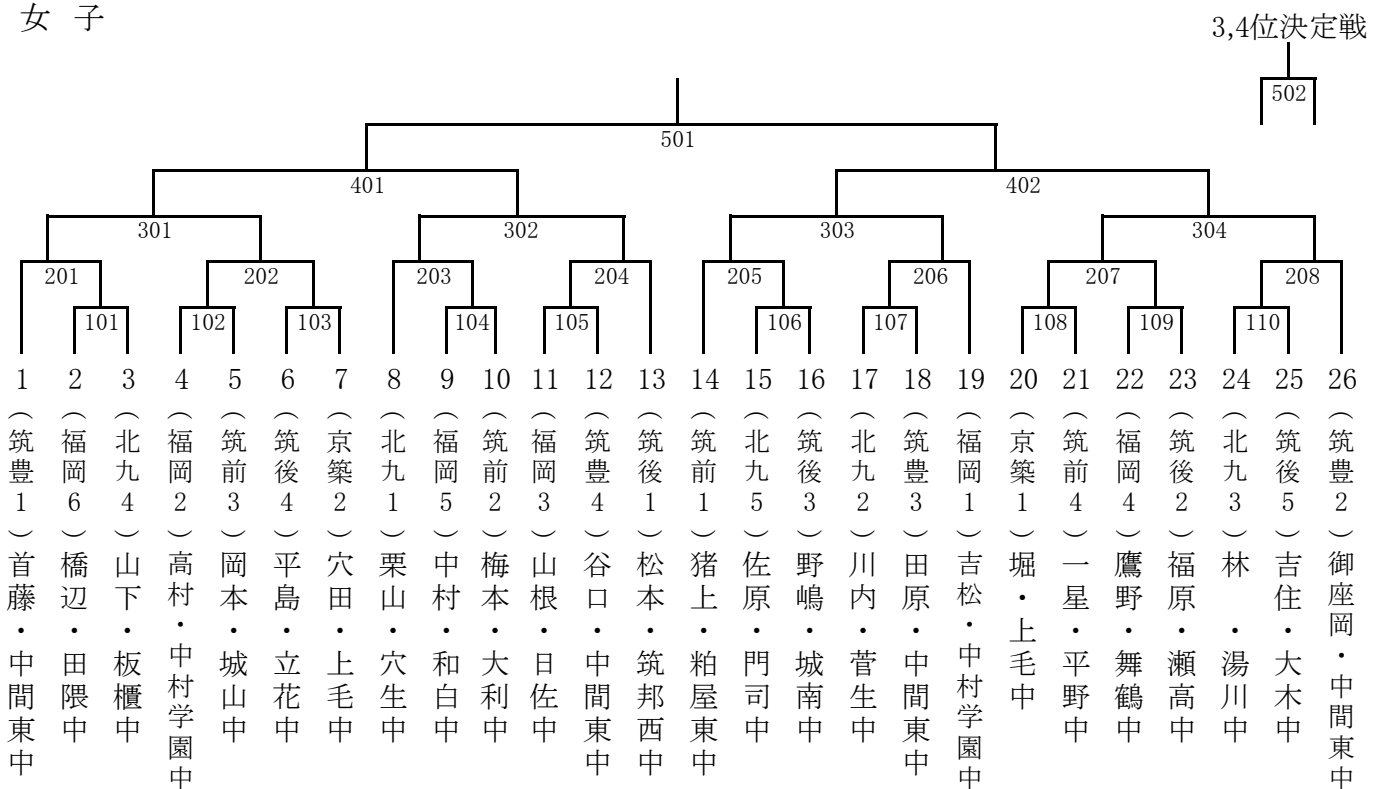 女子
3,4位決定戦
502
501
401
402
301
302
303
304
201
202
203
204
205
206
207
208
101
102
103
104
105
106
107
108
109
110
1（筑豊1）首藤・中間東中
2（福岡6）橋辺・田隈中
3（北九4）山下・板櫃中
4（福岡2）高村・中村学園中
5（筑前3）岡本・城山中
6（筑後4）平島・立花中
7（京築2）穴田・上毛中
8（北九1）栗山・穴生中
9（福岡5）中村・和白中
10（筑前2）梅本・大利中
11（福岡3）山根・日佐中
12（筑豊4）谷口・中間東中
13（筑後1）松本・筑邦西中
14（筑前1）猪上・粕屋東中
15（北九5）佐原・門司中
16（筑後3）野嶋・城南中
17（北九2）川内・菅生中
18（筑豊3）田原・中間東中
19（福岡1）吉松・中村学園中
20（京築1）堀・上毛中
21（筑前4）一星・平野中
22（福岡4）鷹野・舞鶴中
23（筑後2）福原・瀬高中
24（北九3）林　・湯川中
25（筑後5）吉住・大木中
26（筑豊2）御座岡・中間東中